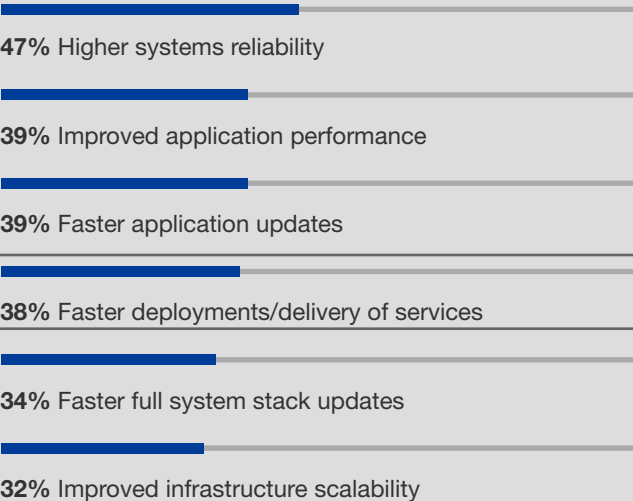 47% Higher systems reliability
39% Improved application performance
39% Faster application updates
38% Faster deployments/delivery of services
34% Faster full system stack updates
32% Improved infrastructure scalability